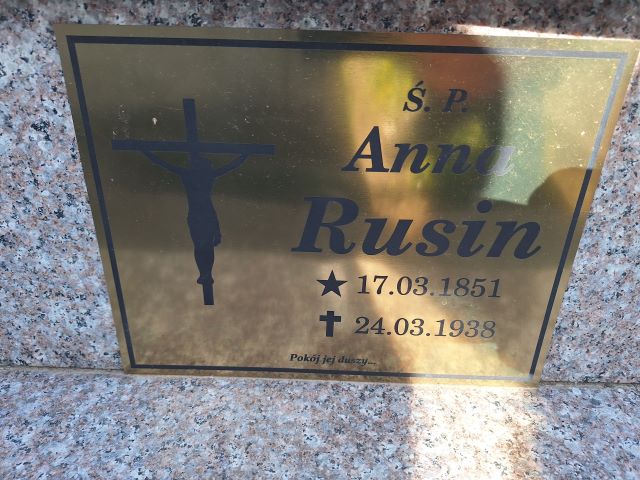 Ś. P.
Anna
Rusin
★ 17.03.1851
✝ 24.03.1938
Pokój jej duszy...